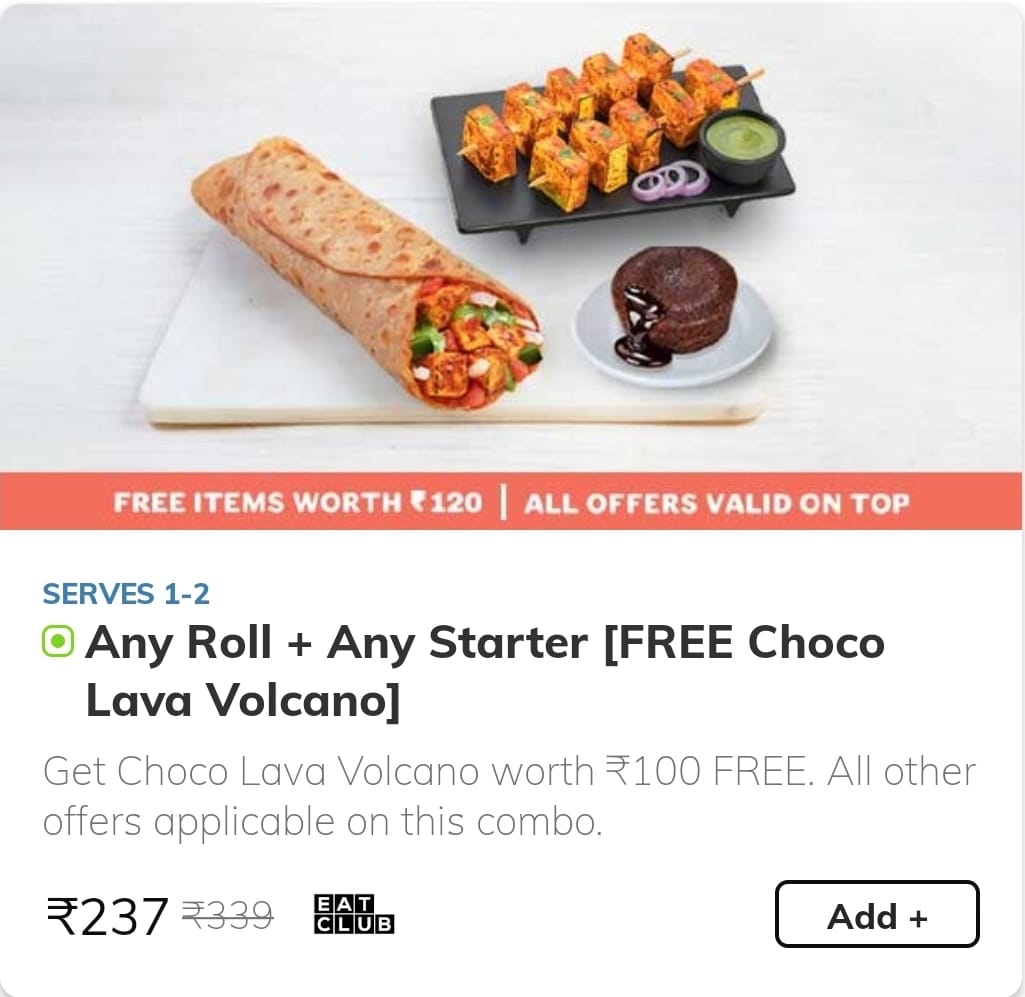 FREE ITEMS WORTH ₹120 | ALL OFFERS VALID ON TOP
SERVES 1-2
Any Roll + Any Starter [FREE Choco
Lava Volcano]
Get Choco Lava Volcano worth ₹100 FREE. All other
offers applicable on this combo.
₹237 ₹339 EAT CLUB Add +